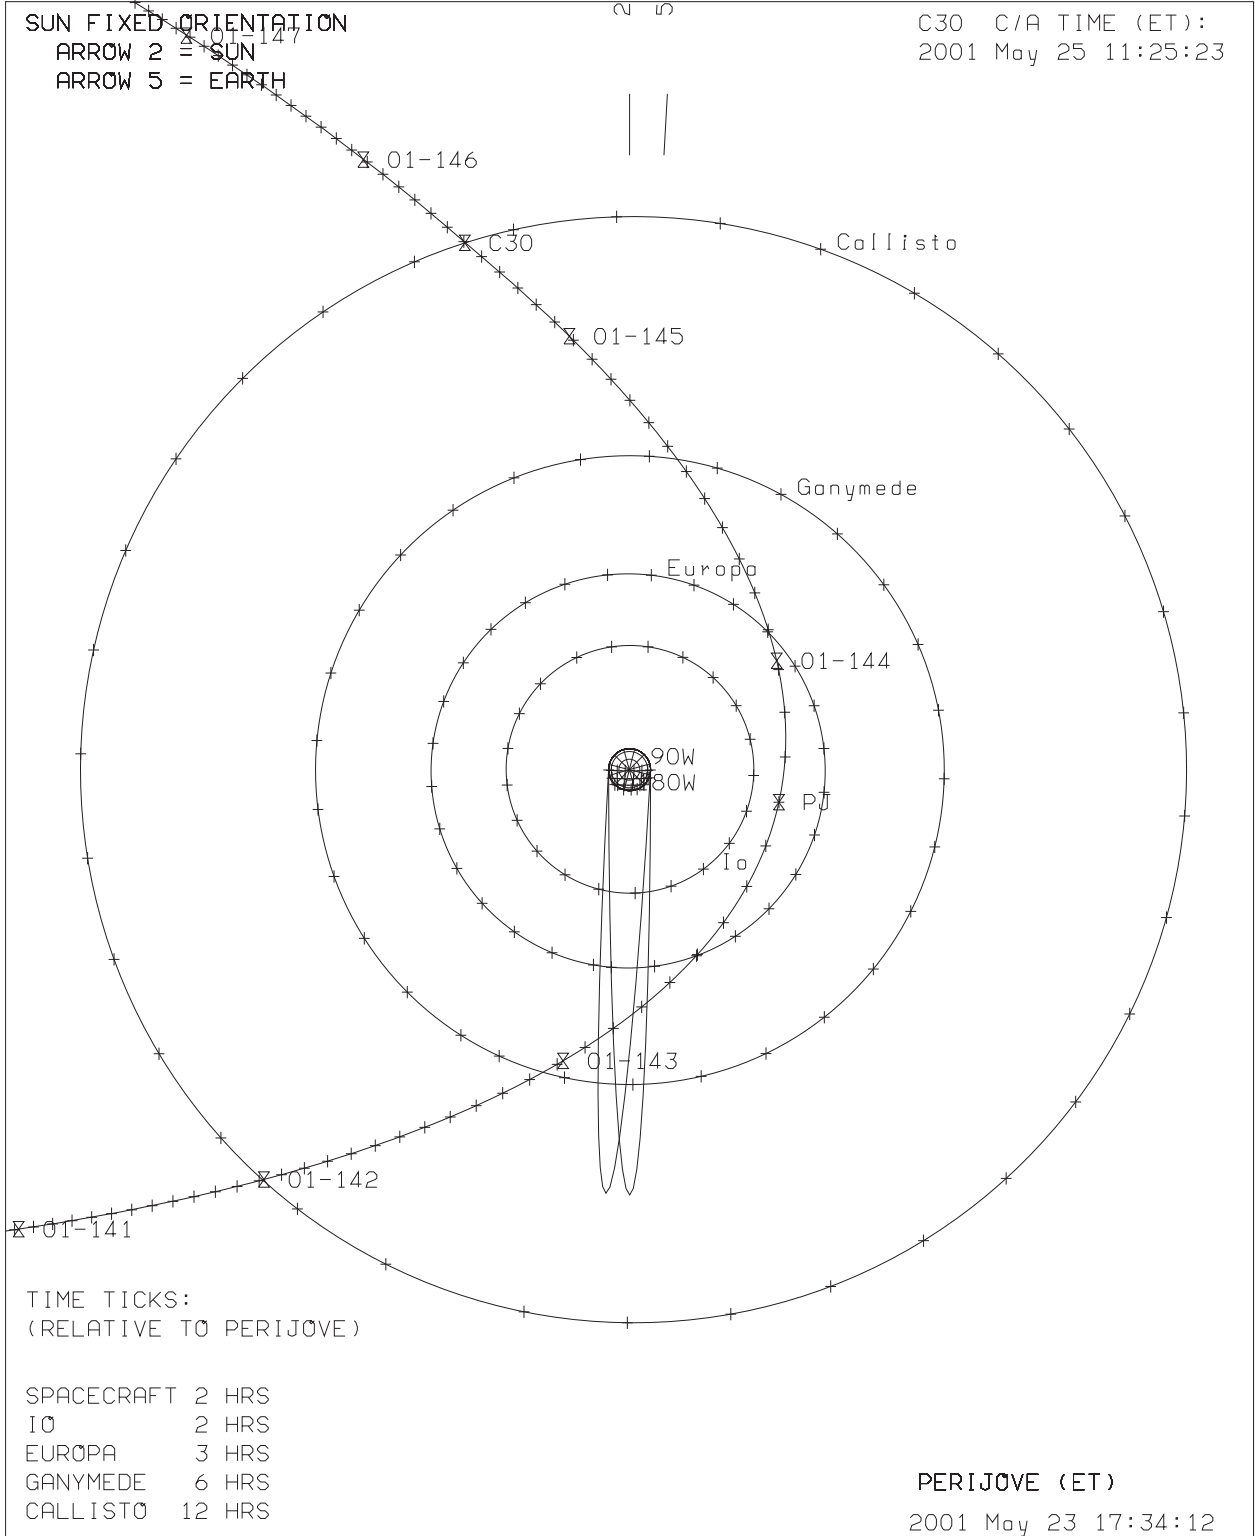 SUN FIXED ORIENTATION
ARROW 2 = SUN
ARROW 5 = EARTH
2 5
C30 C/A TIME (ET):
2001 May 25 11:25:23
01-147
01-146
C30
Callisto
01-145
Ganymede
Europa
01-144
90W
180W
PJ
Io
01-143
01-142
01-141
TIME TICKS:
(RELATIVE TO PERIJOVE)
SPACECRAFT 2 HRS
IO 2 HRS
EUROPA 3 HRS
GANYMEDE 6 HRS
CALLISTO 12 HRS
PERIJOVE (ET)
2001 May 23 17:34:12